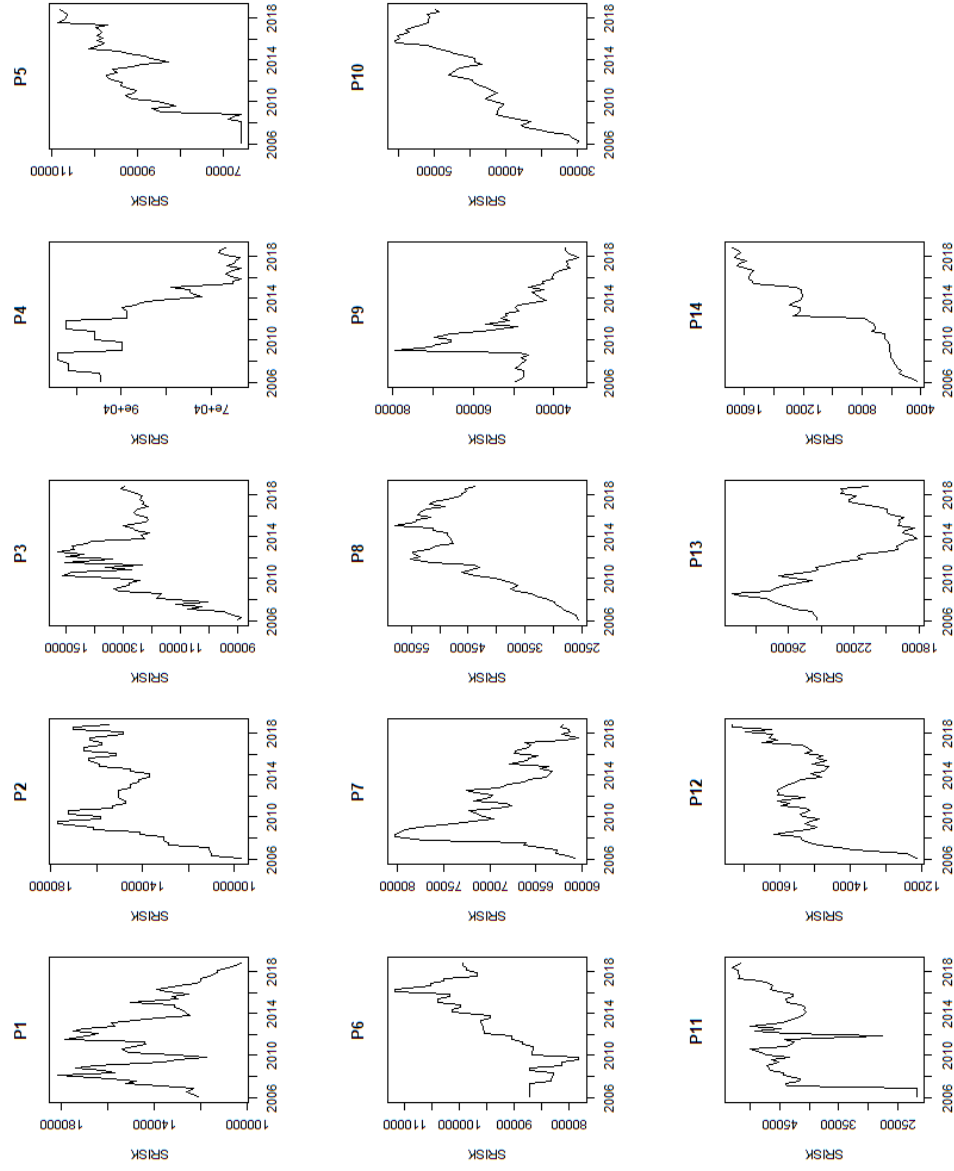 P1
SRISK
180000
140000
100000
2006 2010 2014 2018
P2
SRISK
180000
140000
100000
2006 2010 2014 2018
P3
SRISK
150000
130000
110000
90000
2006 2010 2014 2018
P4
SRISK
9e+04
7e+04
2006 2010 2014 2018
P5
SRISK
110000
90000
70000
2006 2010 2014 2018
P6
SRISK
110000
100000
90000
80000
2006 2010 2014 2018
P7
SRISK
80000
75000
70000
65000
60000
2006 2010 2014 2018
P8
SRISK
55000
45000
35000
25000
2006 2010 2014 2018
P9
SRISK
80000
60000
40000
2006 2010 2014 2018
P10
SRISK
50000
40000
30000
2006 2010 2014 2018
P11
SRISK
45000
35000
25000
2006 2010 2014 2018
P12
SRISK
16000
14000
12000
2006 2010 2014 2018
P13
SRISK
26000
22000
18000
2006 2010 2014 2018
P14
SRISK
16000
12000
8000
4000
2006 2010 2014 2018